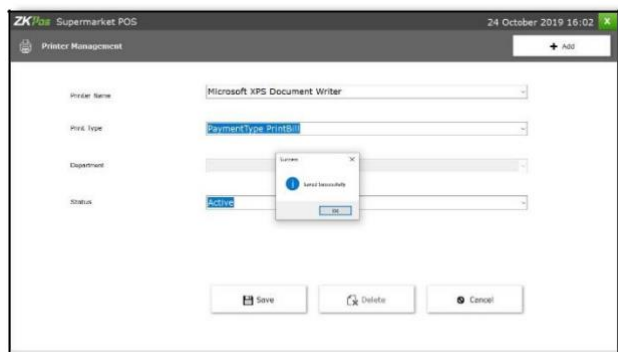 ZKPos Supermarket POS 24 October 2019 16:02 X
Printer Management + Add
Printer Name Microsoft XPS Document Writer
Print Type PaymentType PrintBill
Success X
Department
Saved Successfully
Status Active
OK
Save Delete Cancel